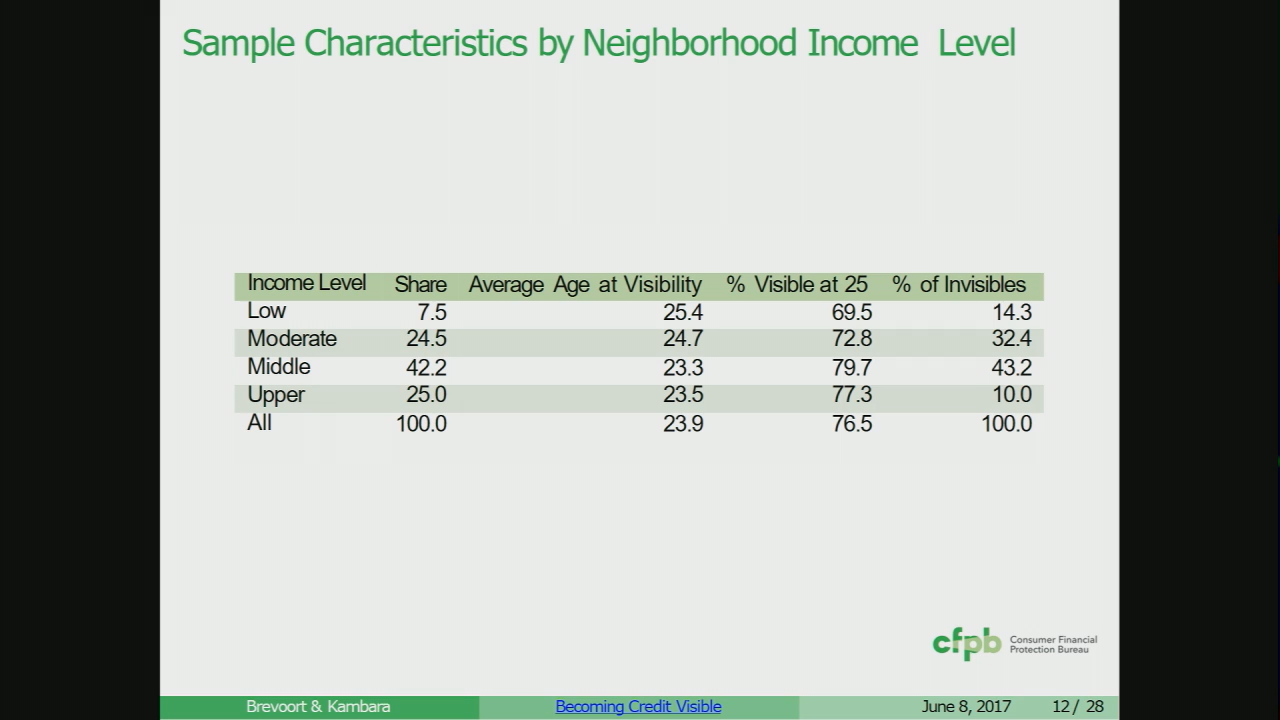 Sample Characteristics by Neighborhood Income Level
Income Level Share Average Age at Visibility % Visible at 25 % of Invisibles
Low 7.5 25.4 69.5 14.3
Moderate 24.5 24.7 72.8 32.4
Middle 42.2 23.3 79.7 43.2
Upper 25.0 23.5 77.3 10.0
All 100.0 23.9 76.5 100.0
cfpb Consumer Financial
Protection Bureau
Brevoort & Kambara Becoming Credit Visible June 8, 2017 12 / 28